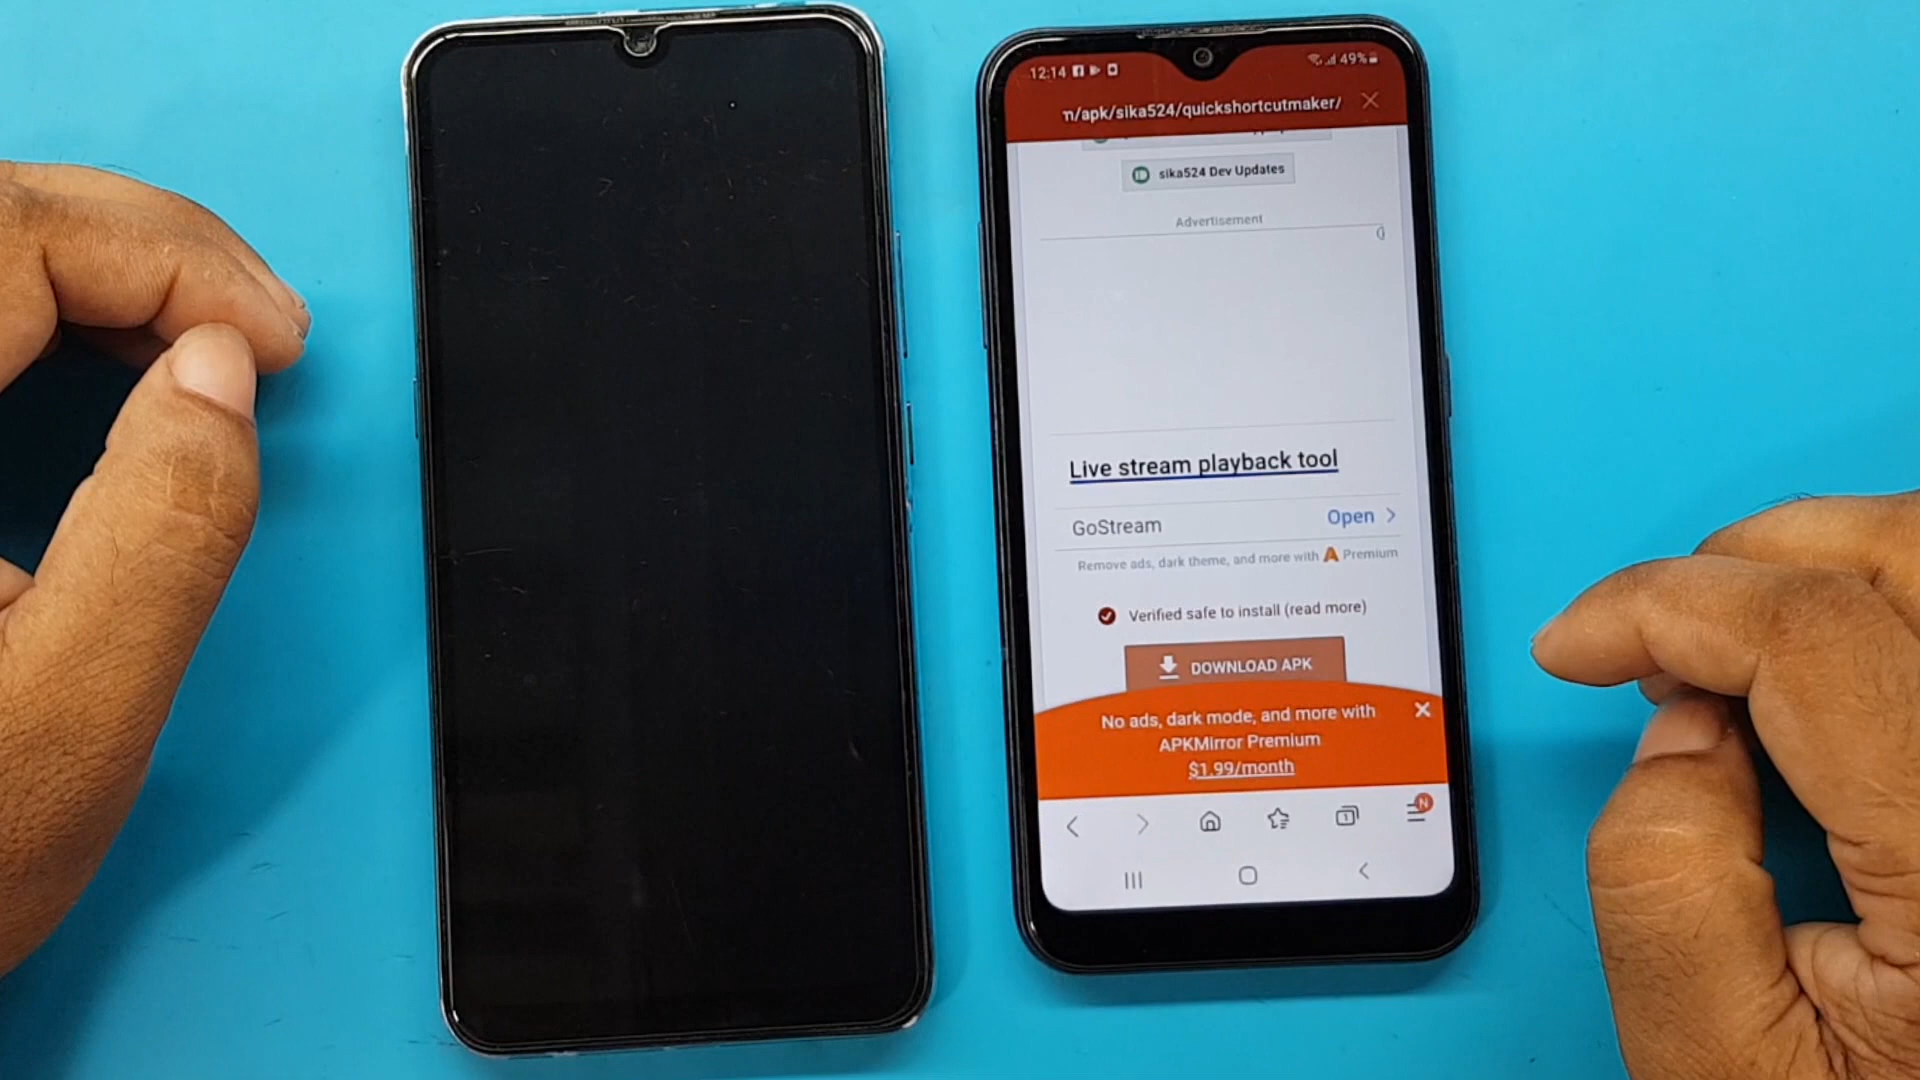 12:14
49%
n/apk/sika524/quickshortcutmaker/
sika524 Dev Updates
Advertisement
Live stream playback tool
GoStream
Open
Remove ads, dark theme, and more with A Premium
Verified safe to install (read more)
DOWNLOAD APK
No ads, dark mode, and more with
APKMirror Premium
$1.99/month
1
N